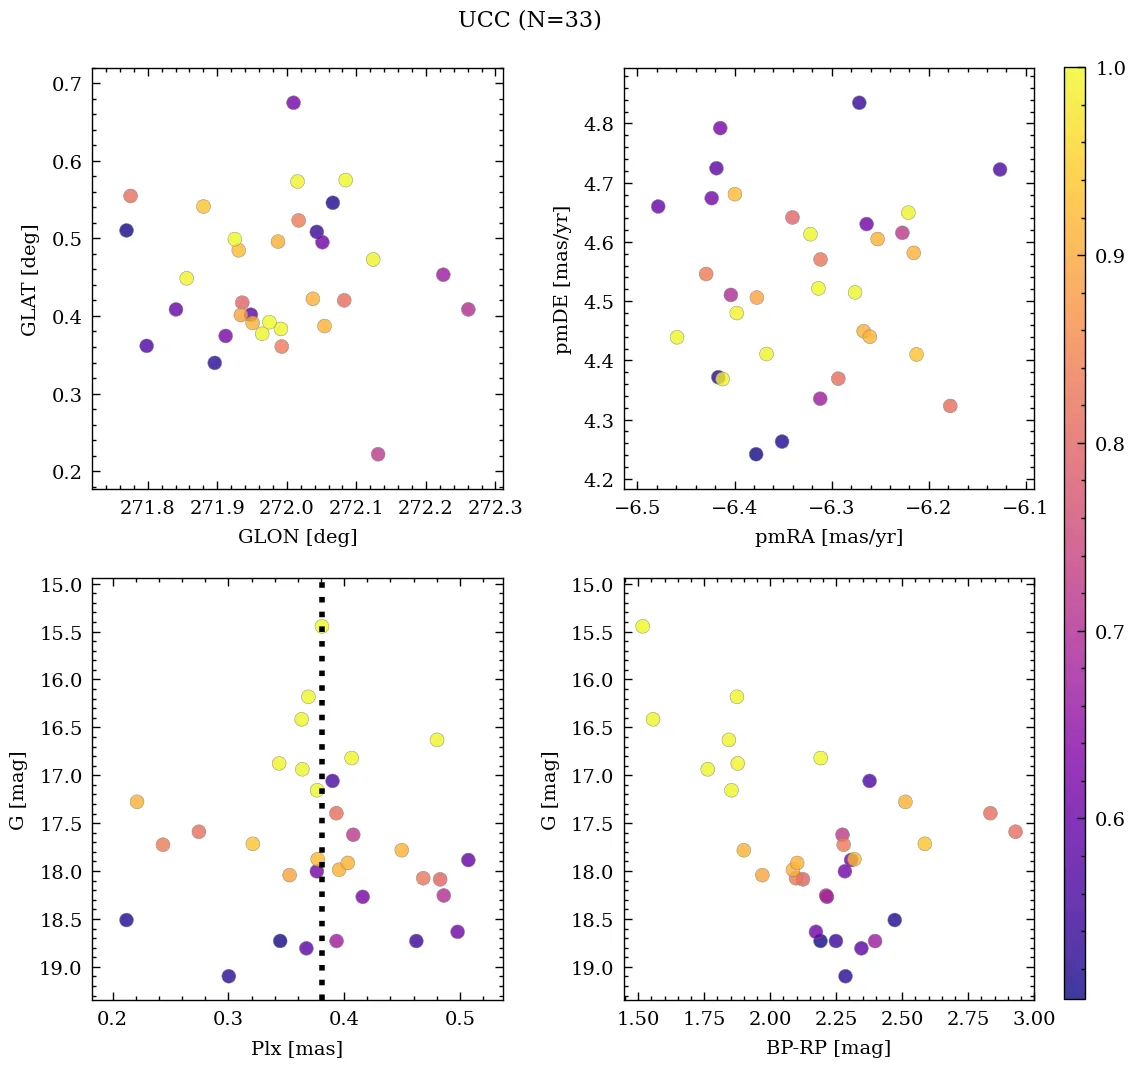 UCC (N=33)
0.7
0.6
0.5
0.4
0.3
0.2
GLAT [deg]
271.8 271.9 272.0 272.1 272.2 272.3
GLON [deg]
4.8
4.7
4.6
4.5
4.4
4.3
4.2
pmDE [mas/yr]
−6.5 −6.4 −6.3 −6.2 −6.1
pmRA [mas/yr]
1.0
0.9
0.8
0.7
0.6
15.0
15.5
16.0
16.5
17.0
17.5
18.0
18.5
19.0
G [mag]
0.2 0.3 0.4 0.5
Plx [mas]
15.0
15.5
16.0
16.5
17.0
17.5
18.0
18.5
19.0
G [mag]
1.50 1.75 2.00 2.25 2.50 2.75 3.00
BP-RP [mag]